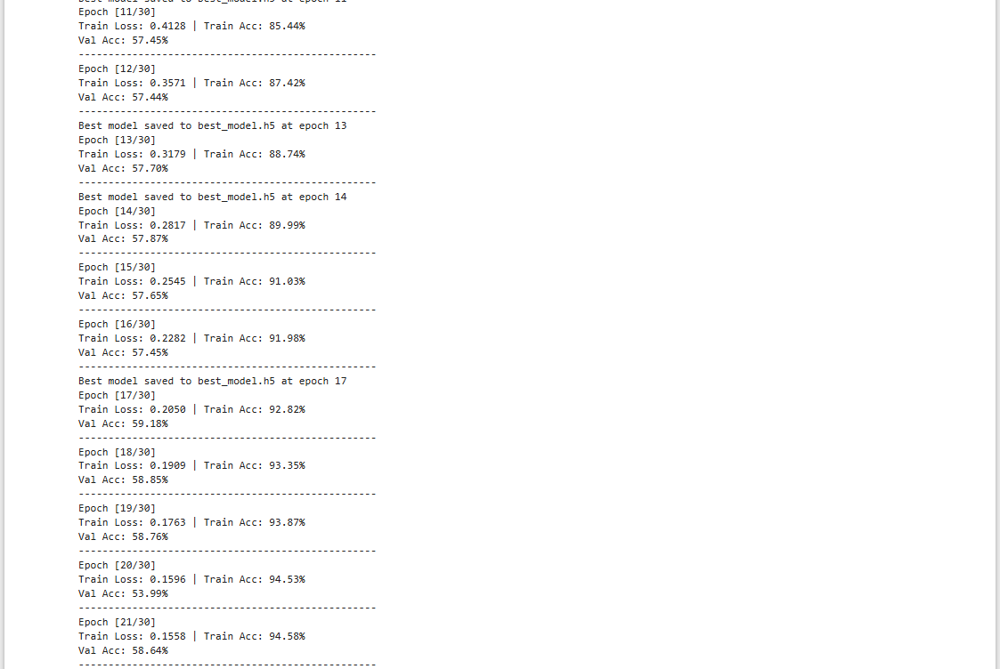 Best model saved to best_model.h5 at epoch 11
Epoch [11/30]
Train Loss: 0.4128 | Train Acc: 85.44%
Val Acc: 57.45%
--------------------------------------------------
Epoch [12/30]
Train Loss: 0.3571 | Train Acc: 87.42%
Val Acc: 57.44%
--------------------------------------------------
Best model saved to best_model.h5 at epoch 13
Epoch [13/30]
Train Loss: 0.3179 | Train Acc: 88.74%
Val Acc: 57.70%
--------------------------------------------------
Best model saved to best_model.h5 at epoch 14
Epoch [14/30]
Train Loss: 0.2817 | Train Acc: 89.99%
Val Acc: 57.87%
--------------------------------------------------
Epoch [15/30]
Train Loss: 0.2545 | Train Acc: 91.03%
Val Acc: 57.65%
--------------------------------------------------
Epoch [16/30]
Train Loss: 0.2282 | Train Acc: 91.98%
Val Acc: 57.45%
--------------------------------------------------
Best model saved to best_model.h5 at epoch 17
Epoch [17/30]
Train Loss: 0.2050 | Train Acc: 92.82%
Val Acc: 59.18%
--------------------------------------------------
Epoch [18/30]
Train Loss: 0.1909 | Train Acc: 93.35%
Val Acc: 58.85%
--------------------------------------------------
Epoch [19/30]
Train Loss: 0.1763 | Train Acc: 93.87%
Val Acc: 58.76%
--------------------------------------------------
Epoch [20/30]
Train Loss: 0.1596 | Train Acc: 94.53%
Val Acc: 53.99%
--------------------------------------------------
Epoch [21/30]
Train Loss: 0.1558 | Train Acc: 94.58%
Val Acc: 58.64%
--------------------------------------------------